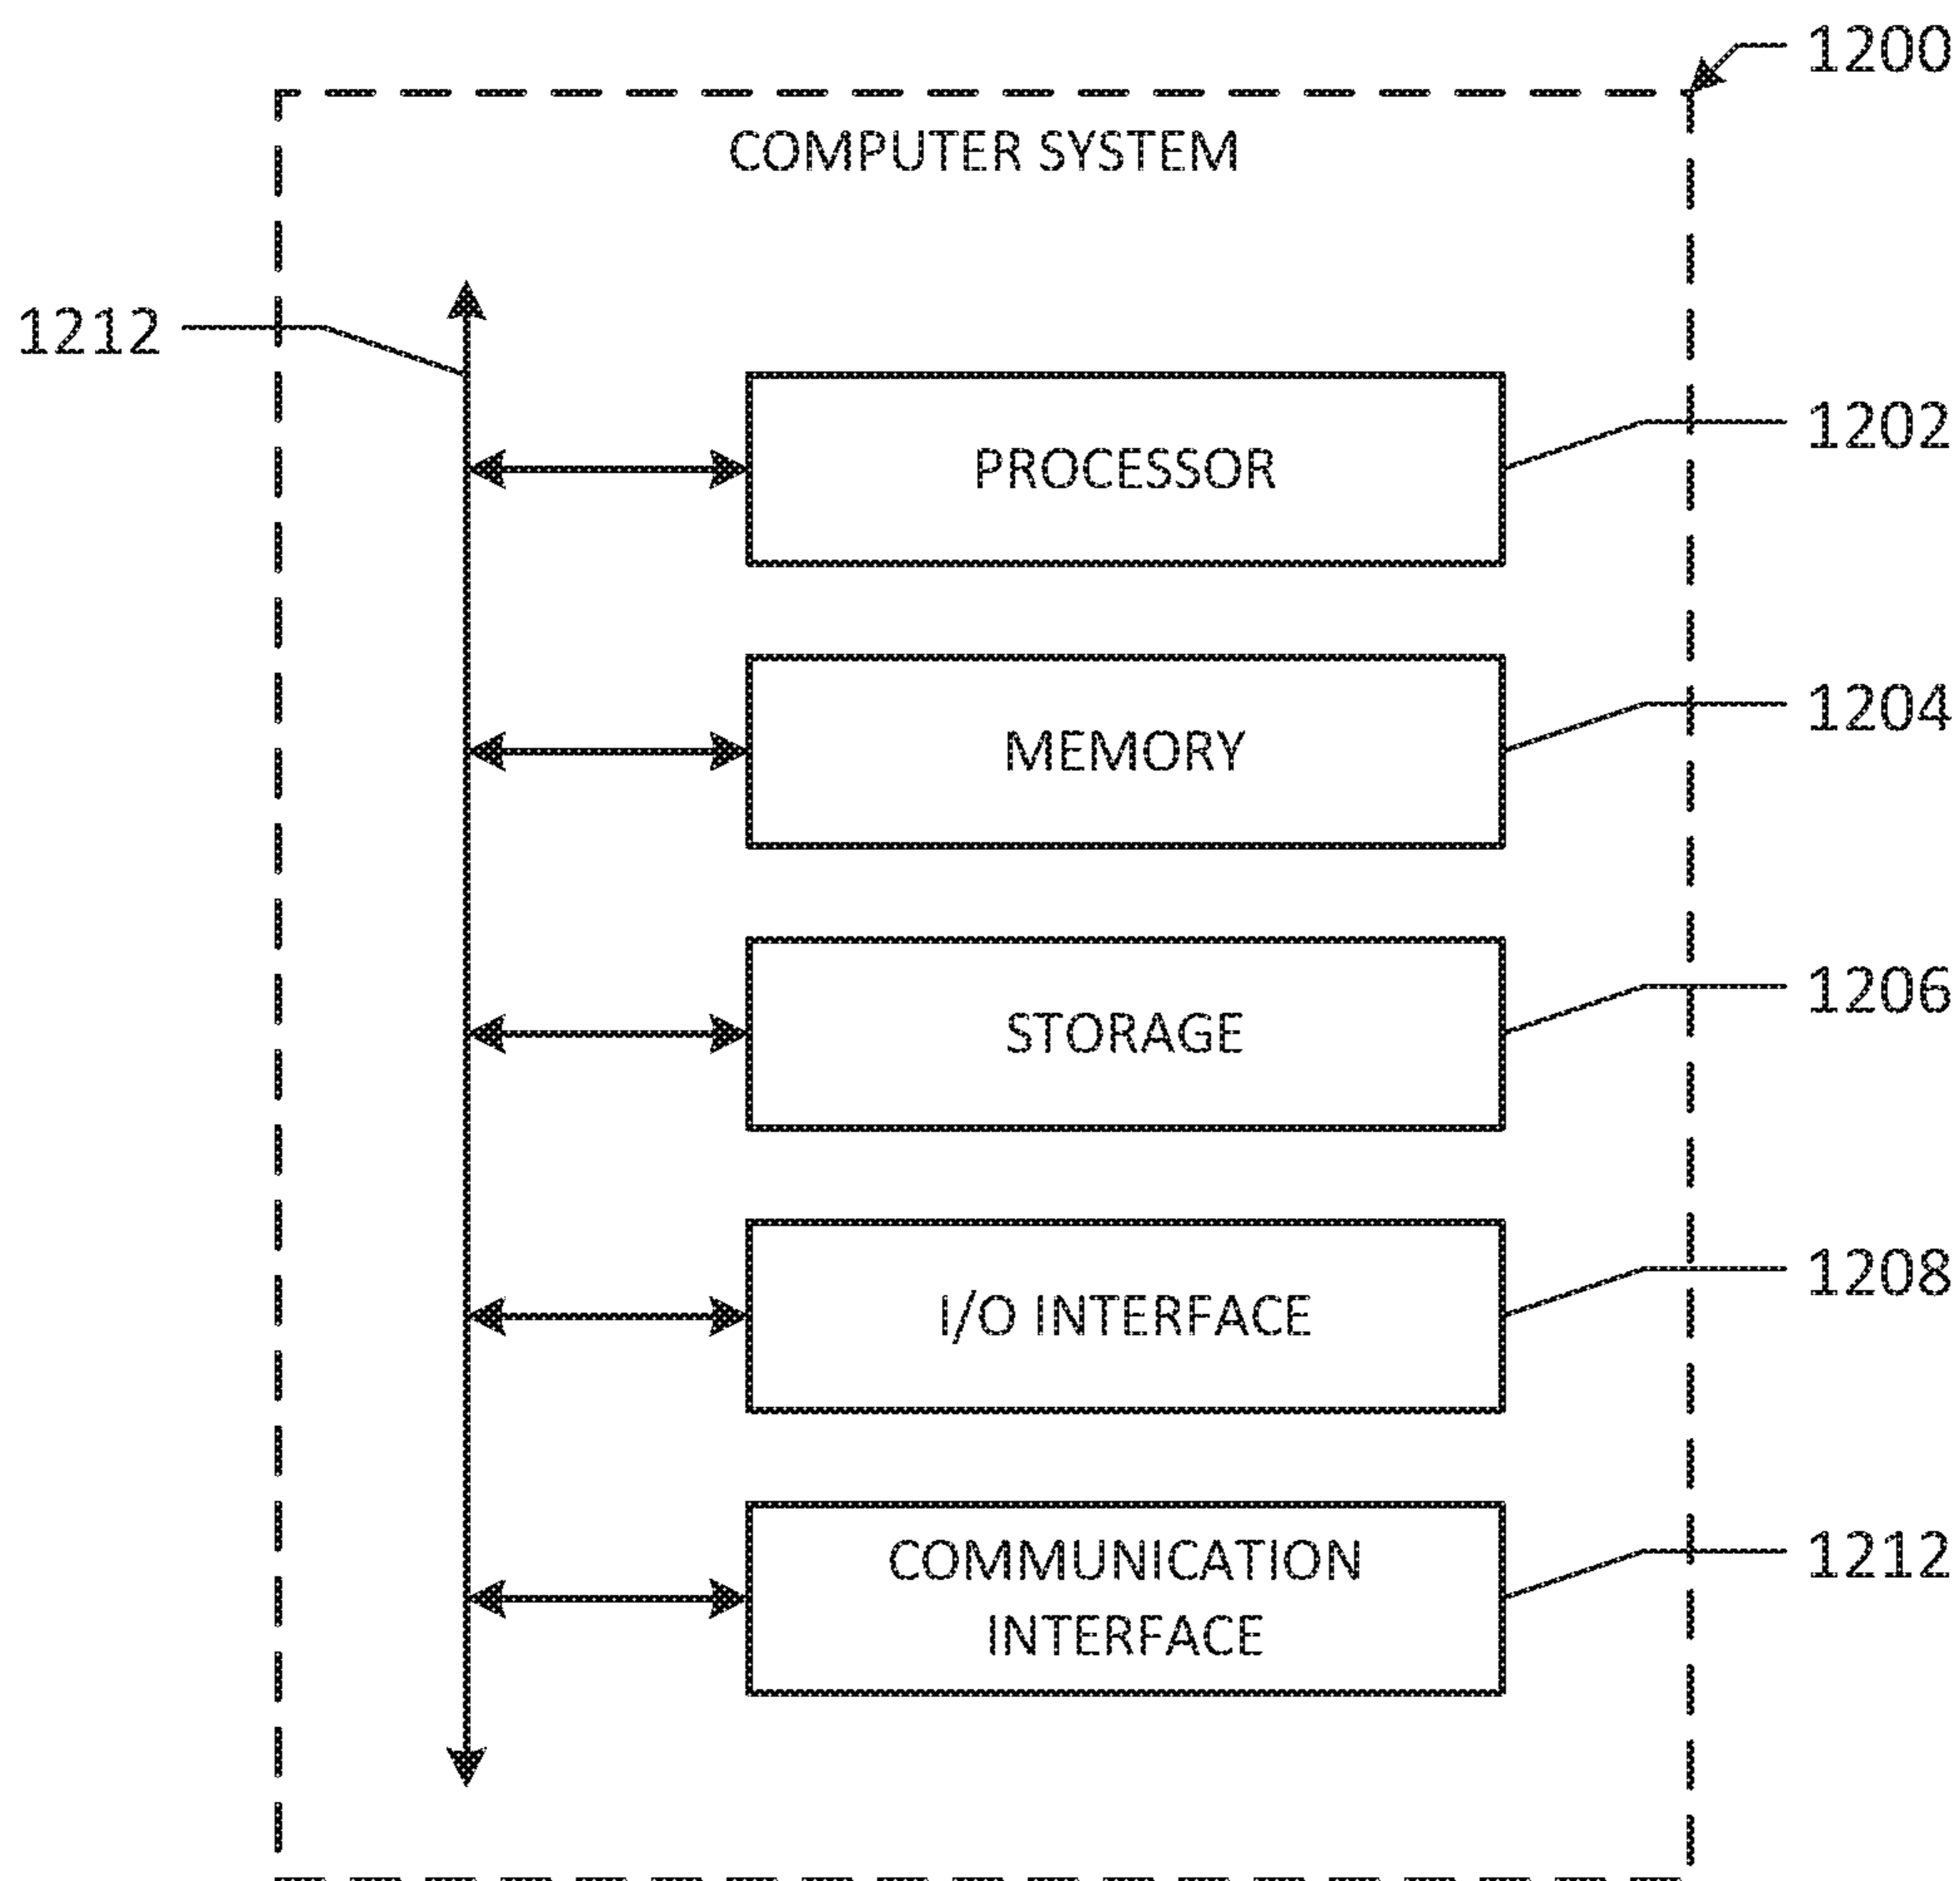 1200
COMPUTER SYSTEM
1212
PROCESSOR
1202
MEMORY
1204
STORAGE
1206
I/O INTERFACE
1208
COMMUNICATION
INTERFACE
1212